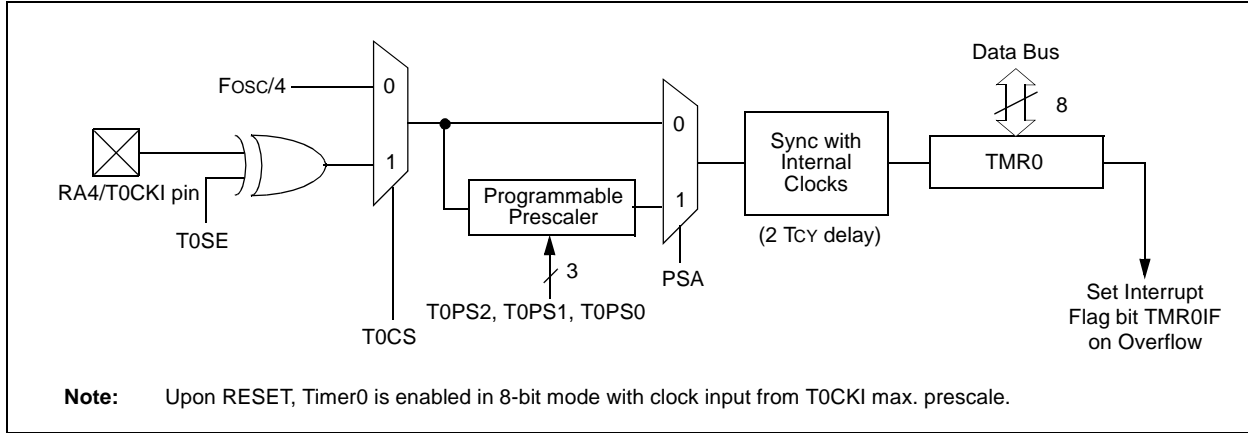 Data Bus
8
FOSC/4
0
1
RA4/T0CKI pin
T0SE
T0CS
0
1
Programmable
Prescaler
3
T0PS2, T0PS1, T0PS0
PSA
Sync with
Internal
Clocks
(2 TCY delay)
TMR0
Set Interrupt
Flag bit TMR0IF
on Overflow
Note: Upon RESET, Timer0 is enabled in 8-bit mode with clock input from T0CKI max. prescale.